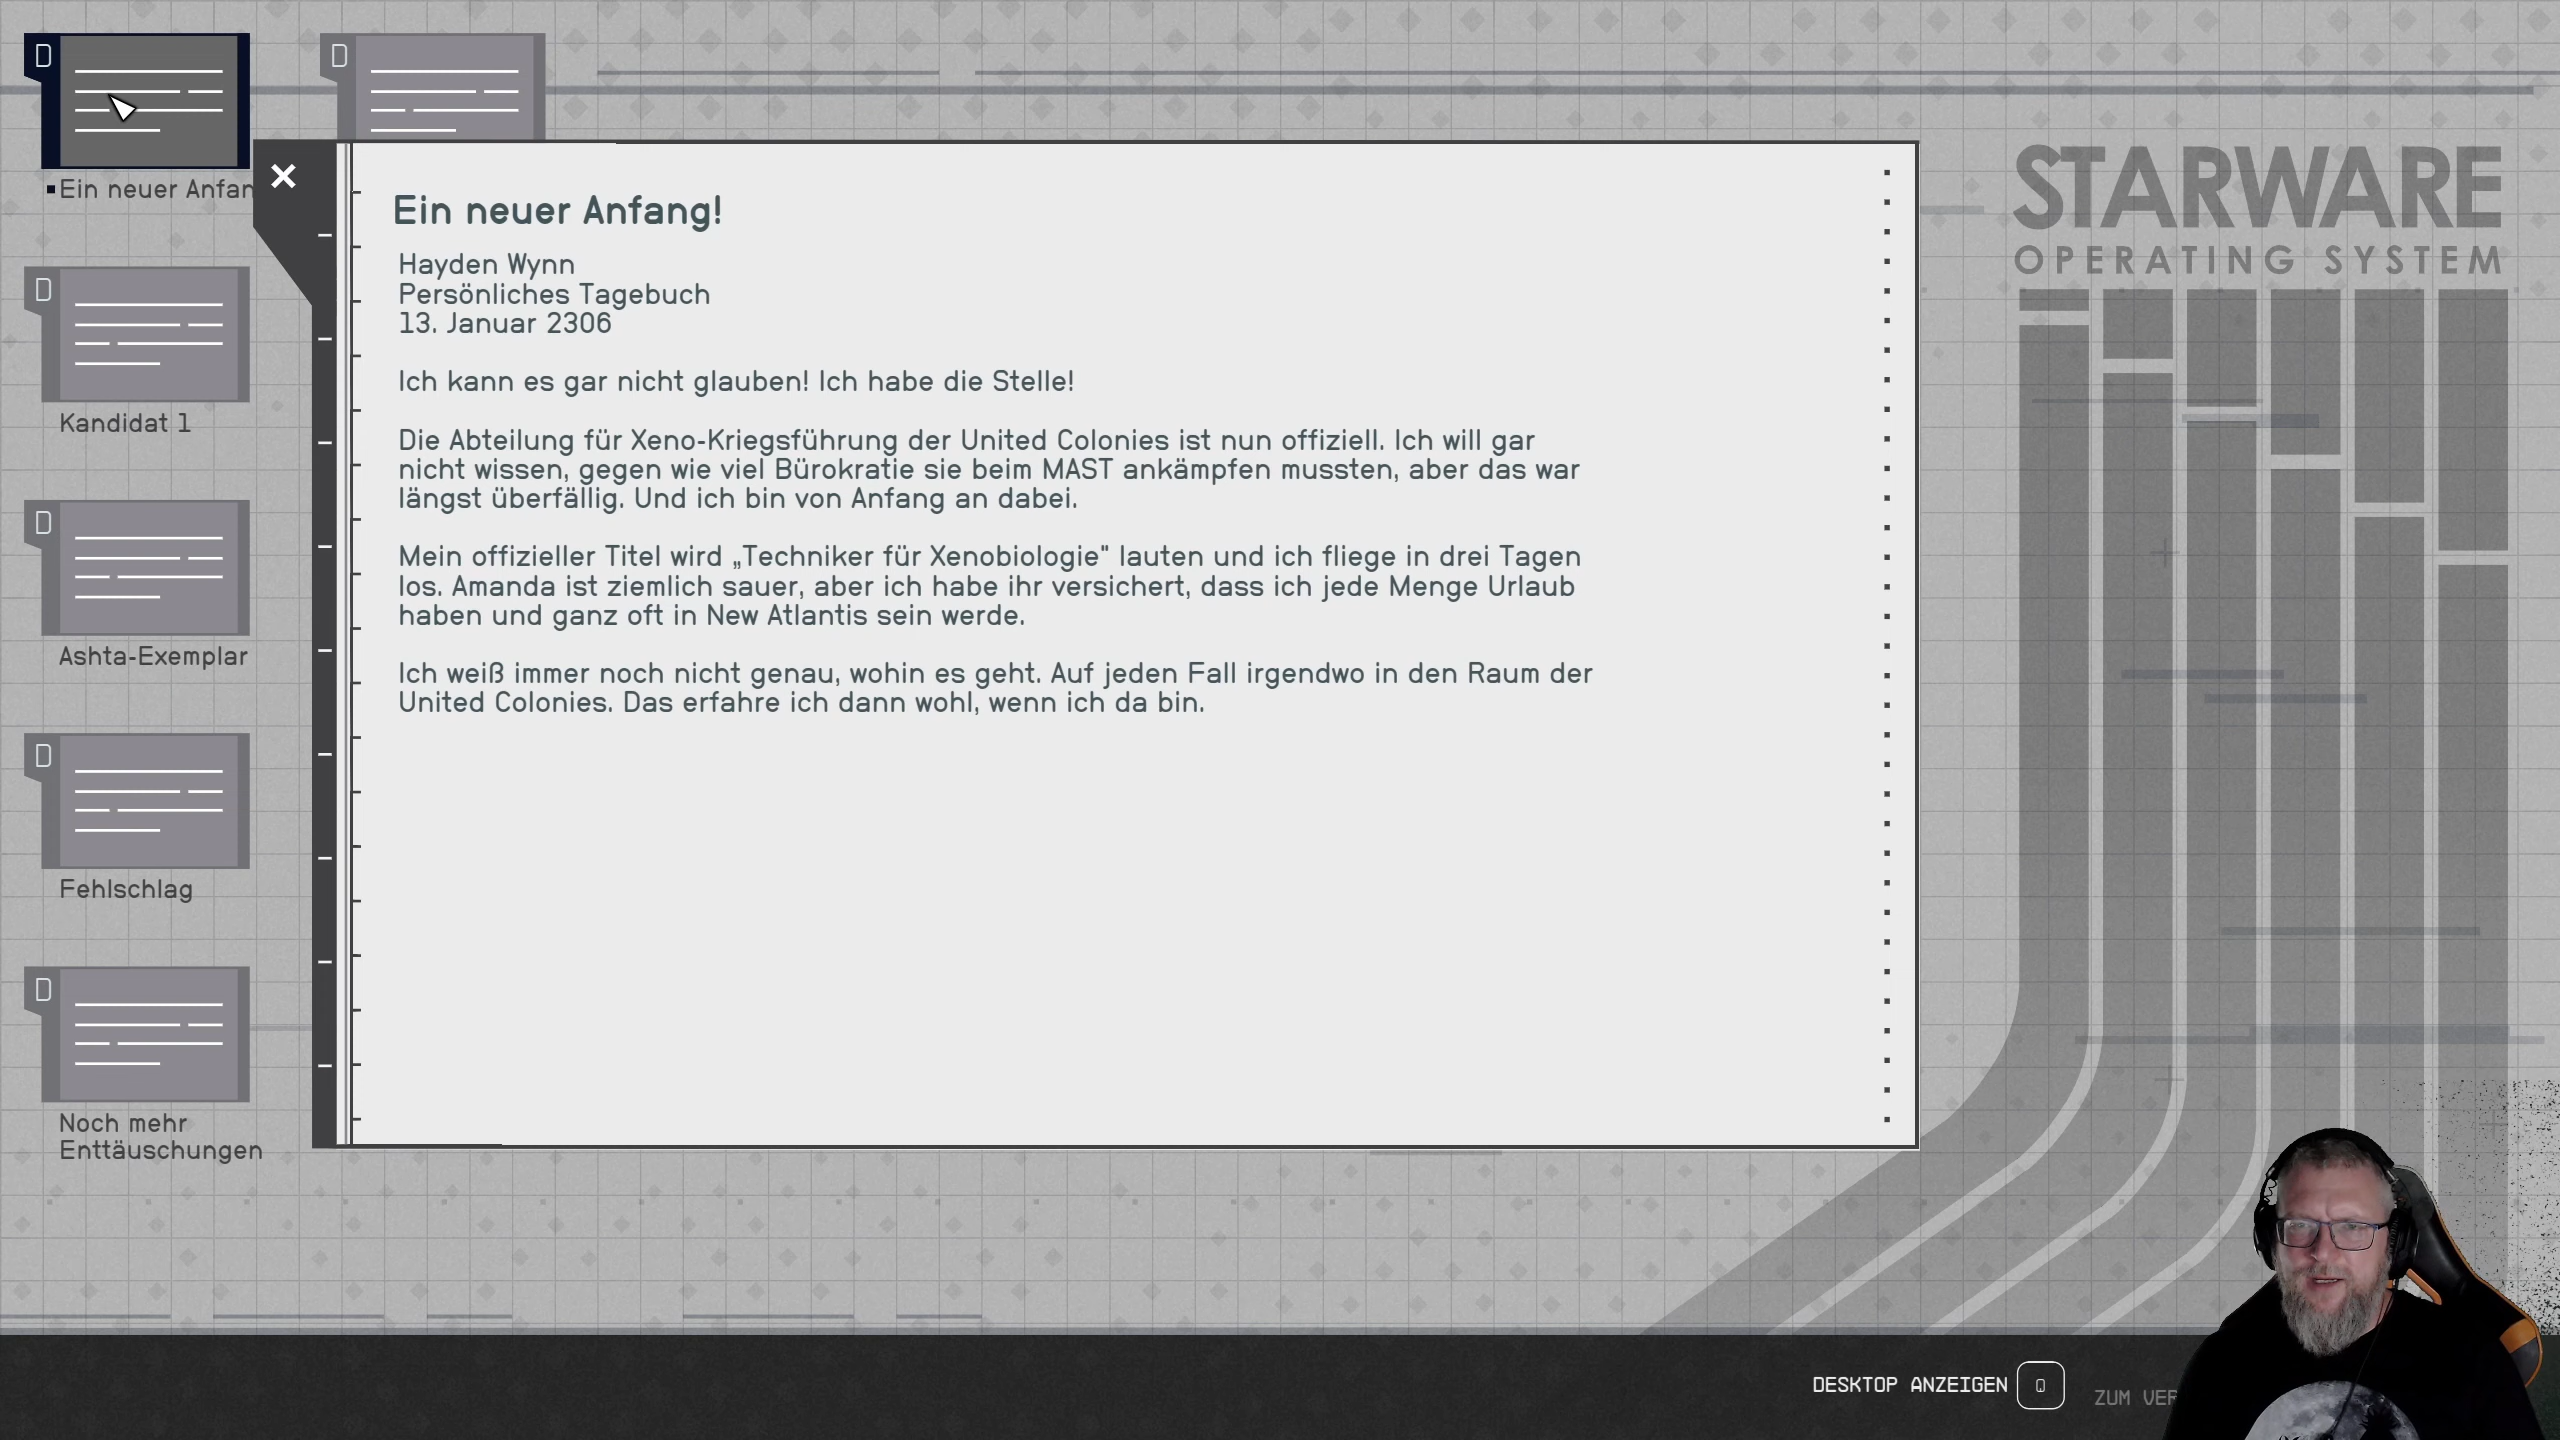 Ein neuer Anfan
Kandidat 1
Ashta-Exemplar
Fehlschlag
Noch mehr
Enttäuschungen
Ein neuer Anfang!
Hayden Wynn
Persönliches Tagebuch
13. Januar 2306
Ich kann es gar nicht glauben! Ich habe die Stelle!
Die Abteilung für Xeno-Kriegsführung der United Colonies ist nun offiziell. Ich will gar
nicht wissen, gegen wie viel Bürokratie sie beim MAST ankämpfen mussten, aber das war
längst überfällig. Und ich bin von Anfang an dabei.
Mein offizieller Titel wird „Techniker für Xenobiologie" lauten und ich fliege in drei Tagen
los. Amanda ist ziemlich sauer, aber ich habe ihr versichert, dass ich jede Menge Urlaub
haben und ganz oft in New Atlantis sein werde.
Ich weiß immer noch nicht genau, wohin es geht. Auf jeden Fall irgendwo in den Raum der
United Colonies. Das erfahre ich dann wohl, wenn ich da bin.
STARWARE
OPERATING SYSTEM
DESKTOP ANZEIGEN
ZUM VER